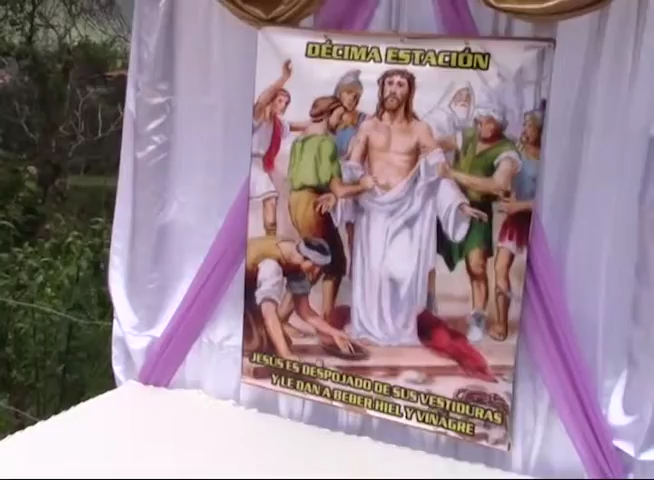 DÉCIMA ESTACIÓN
JESÚS ES DESPOJADO DE SUS VESTIDURAS
Y LE DAN A BEBER HIEL Y VINAGRE